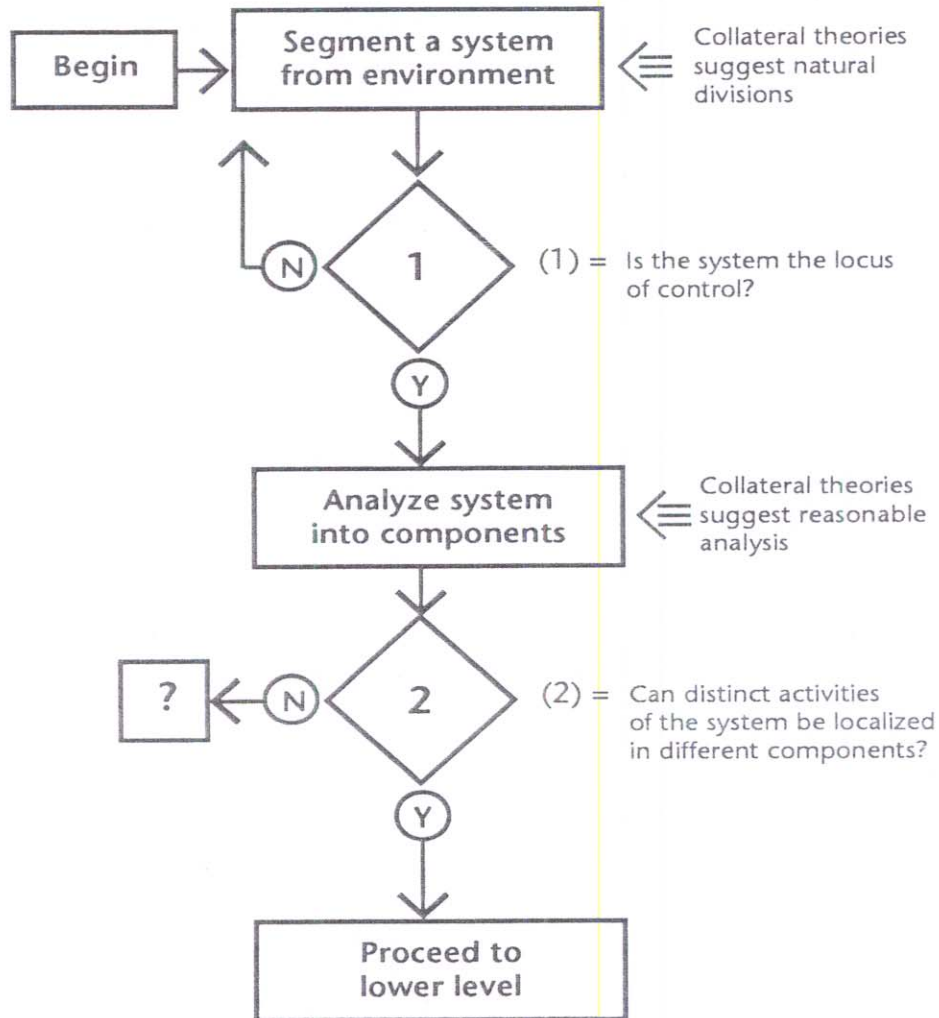 Begin
Segment a system
from environment
Collateral theories
suggest natural
divisions
N
1
(1) = Is the system the locus
of control?
Y
Analyze system
into components
Collateral theories
suggest reasonable
analysis
?
N
2
(2) = Can distinct activities
of the system be localized
in different components?
Y
Proceed to
lower level